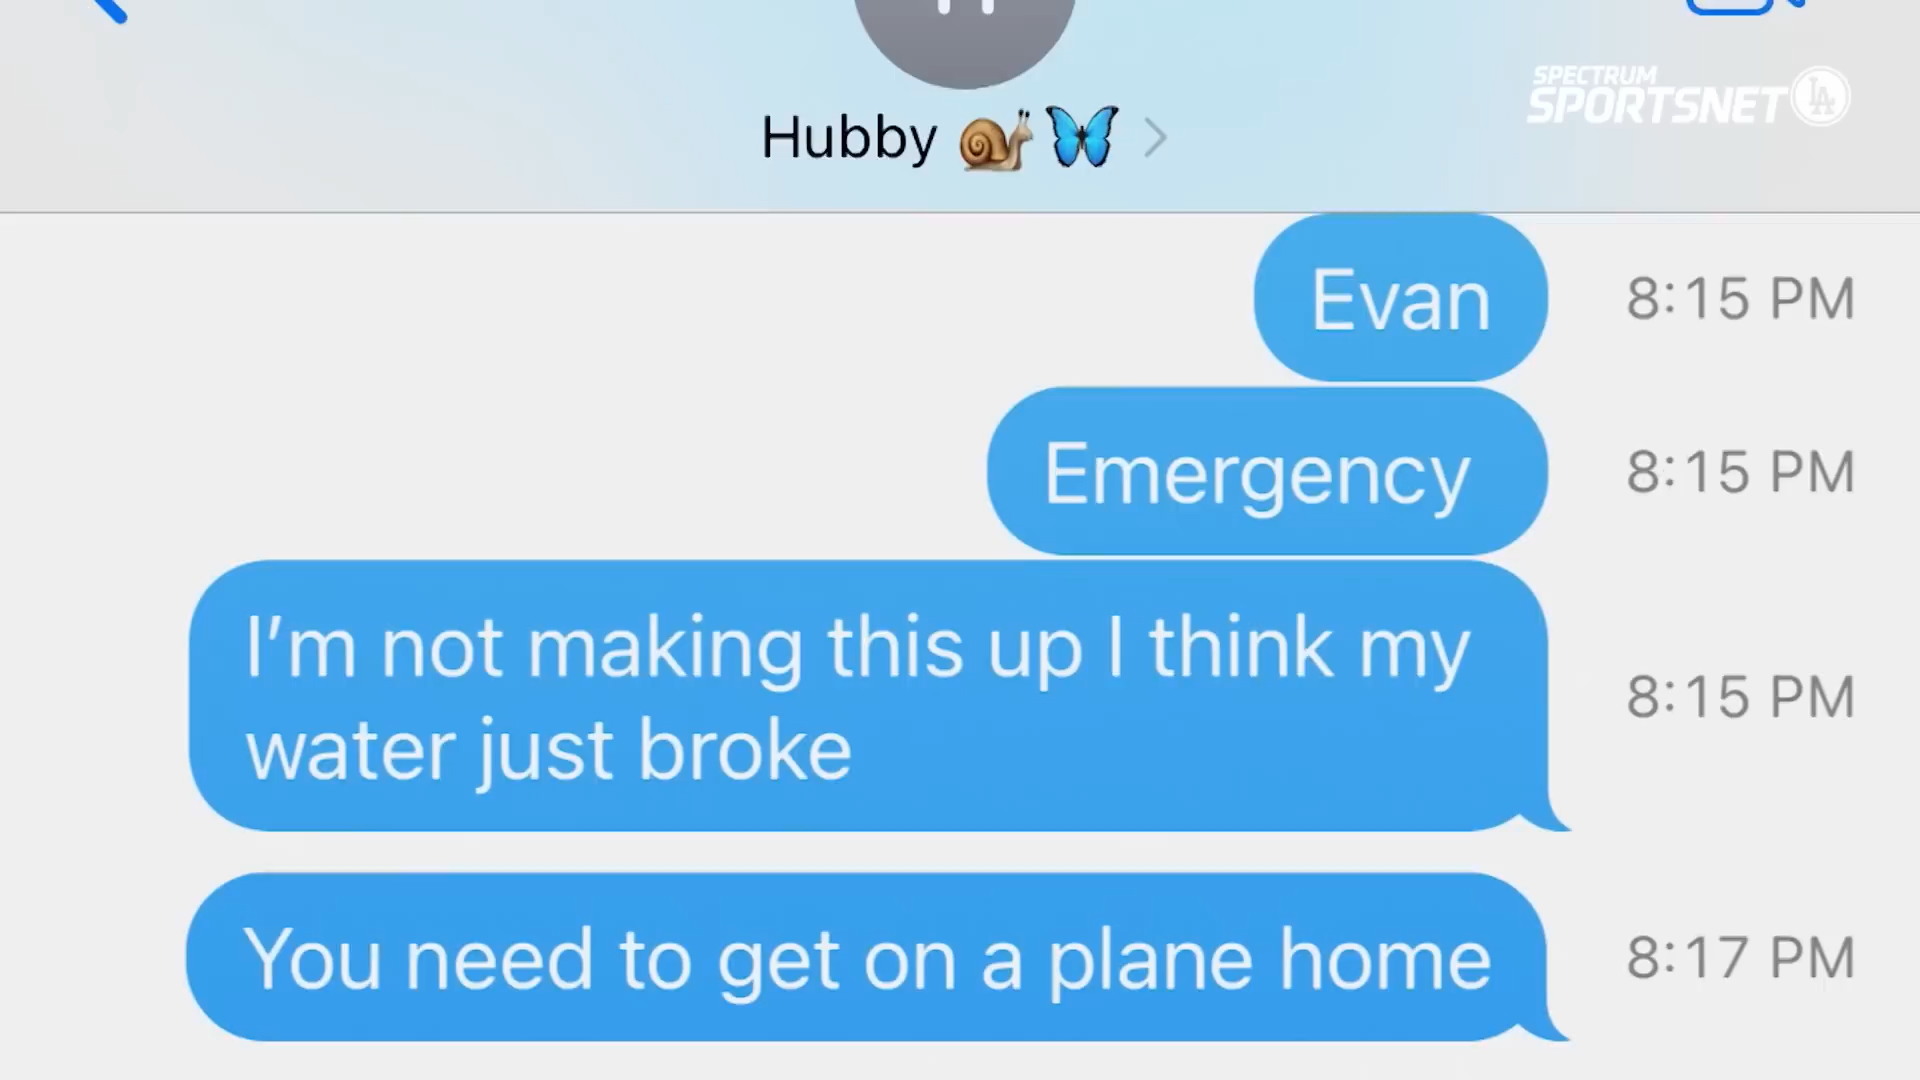 SPECTRUM
SPORTSNET LA
Hubby
Evan
8:15 PM
Emergency
8:15 PM
I'm not making this up I think my
water just broke
8:15 PM
You need to get on a plane home
8:17 PM